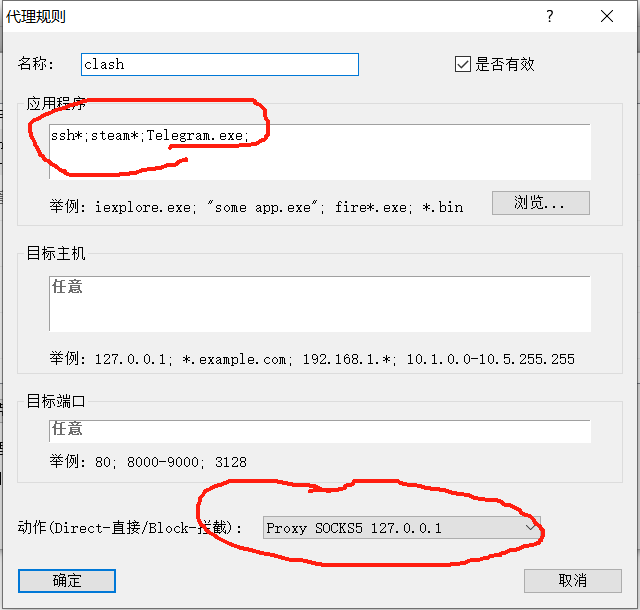 代理规则
名称： clash 是否有效
应用程序
ssh*;steam*;Telegram.exe;
举例: iexplore.exe; "some app.exe"; fire*.exe; *.bin 浏览...
目标主机
任意
举例: 127.0.0.1; *.example.com; 192.168.1.*; 10.1.0.0-10.5.255.255
目标端口
任意
举例: 80; 8000-9000; 3128
动作(Direct-直接/Block-拦截): Proxy SOCKS5 127.0.0.1
确定 取消